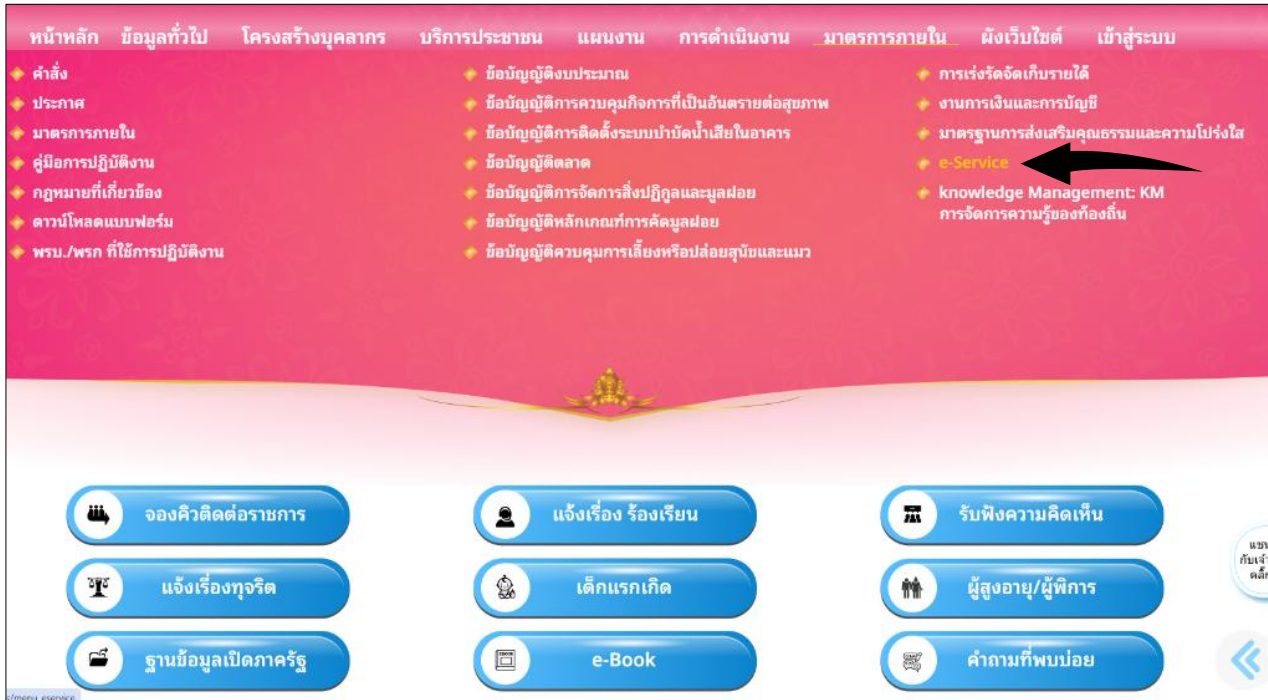 หน้าหลัก ข้อมูลทั่วไป โครงสร้างบุคลากร บริการประชาชน แผนงาน การดำเนินงาน มาตรการภายใน ผังเว็บไซต์ เข้าสู่ระบบ
คำสั่ง
ประกาศ
มาตรการภายใน
คู่มือการปฏิบัติงาน
กฎหมายที่เกี่ยวข้อง
ดาวน์โหลดแบบฟอร์ม
พรบ./พรก ที่ใช้การปฏิบัติงาน
ข้อบัญญัติงบประมาณ
ข้อบัญญัติการควบคุมกิจการที่เป็นอันตรายต่อสุขภาพ
ข้อบัญญัติการติดตั้งระบบบำบัดน้ำเสียในอาคาร
ข้อบัญญัติตลาด
ข้อบัญญัติการจัดการสิ่งปฏิกูลและมูลฝอย
ข้อบัญญัติหลักเกณฑ์การคัดมูลฝอย
ข้อบัญญัติควบคุมการเลี้ยงหรือปล่อยสุนัขและแมว
การเร่งรัดจัดเก็บรายได้
งานการเงินและการบัญชี
มาตรฐานการส่งเสริมคุณธรรมและความโปร่งใส
e-Service
knowledge Management: KM
การจัดการความรู้ของท้องถิ่น
จองคิวติดต่อราชการ
แจ้งเรื่อง ร้องเรียน
รับฟังความคิดเห็น
แจ้งเรื่องทุจริต
เด็กแรกเกิด
ผู้สูงอายุ/ผู้พิการ
ฐานข้อมูลเปิดภาครัฐ
e-Book
คำถามที่พบบ่อย
s/menu_eservice